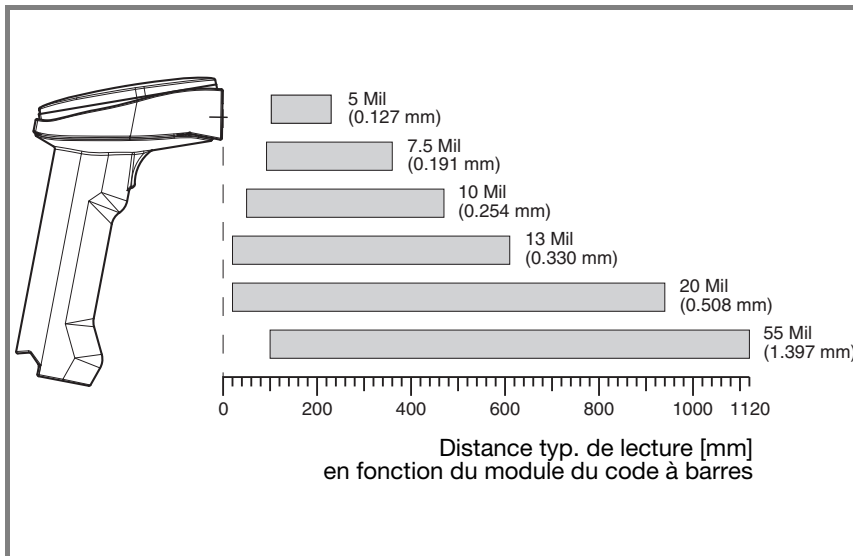 5 Mil
(0.127 mm)
7.5 Mil
(0.191 mm)
10 Mil
(0.254 mm)
13 Mil
(0.330 mm)
20 Mil
(0.508 mm)
55 Mil
(1.397 mm)
0 200 400 600 800 1000 1120
Distance typ. de lecture [mm]
en fonction du module du code à barres